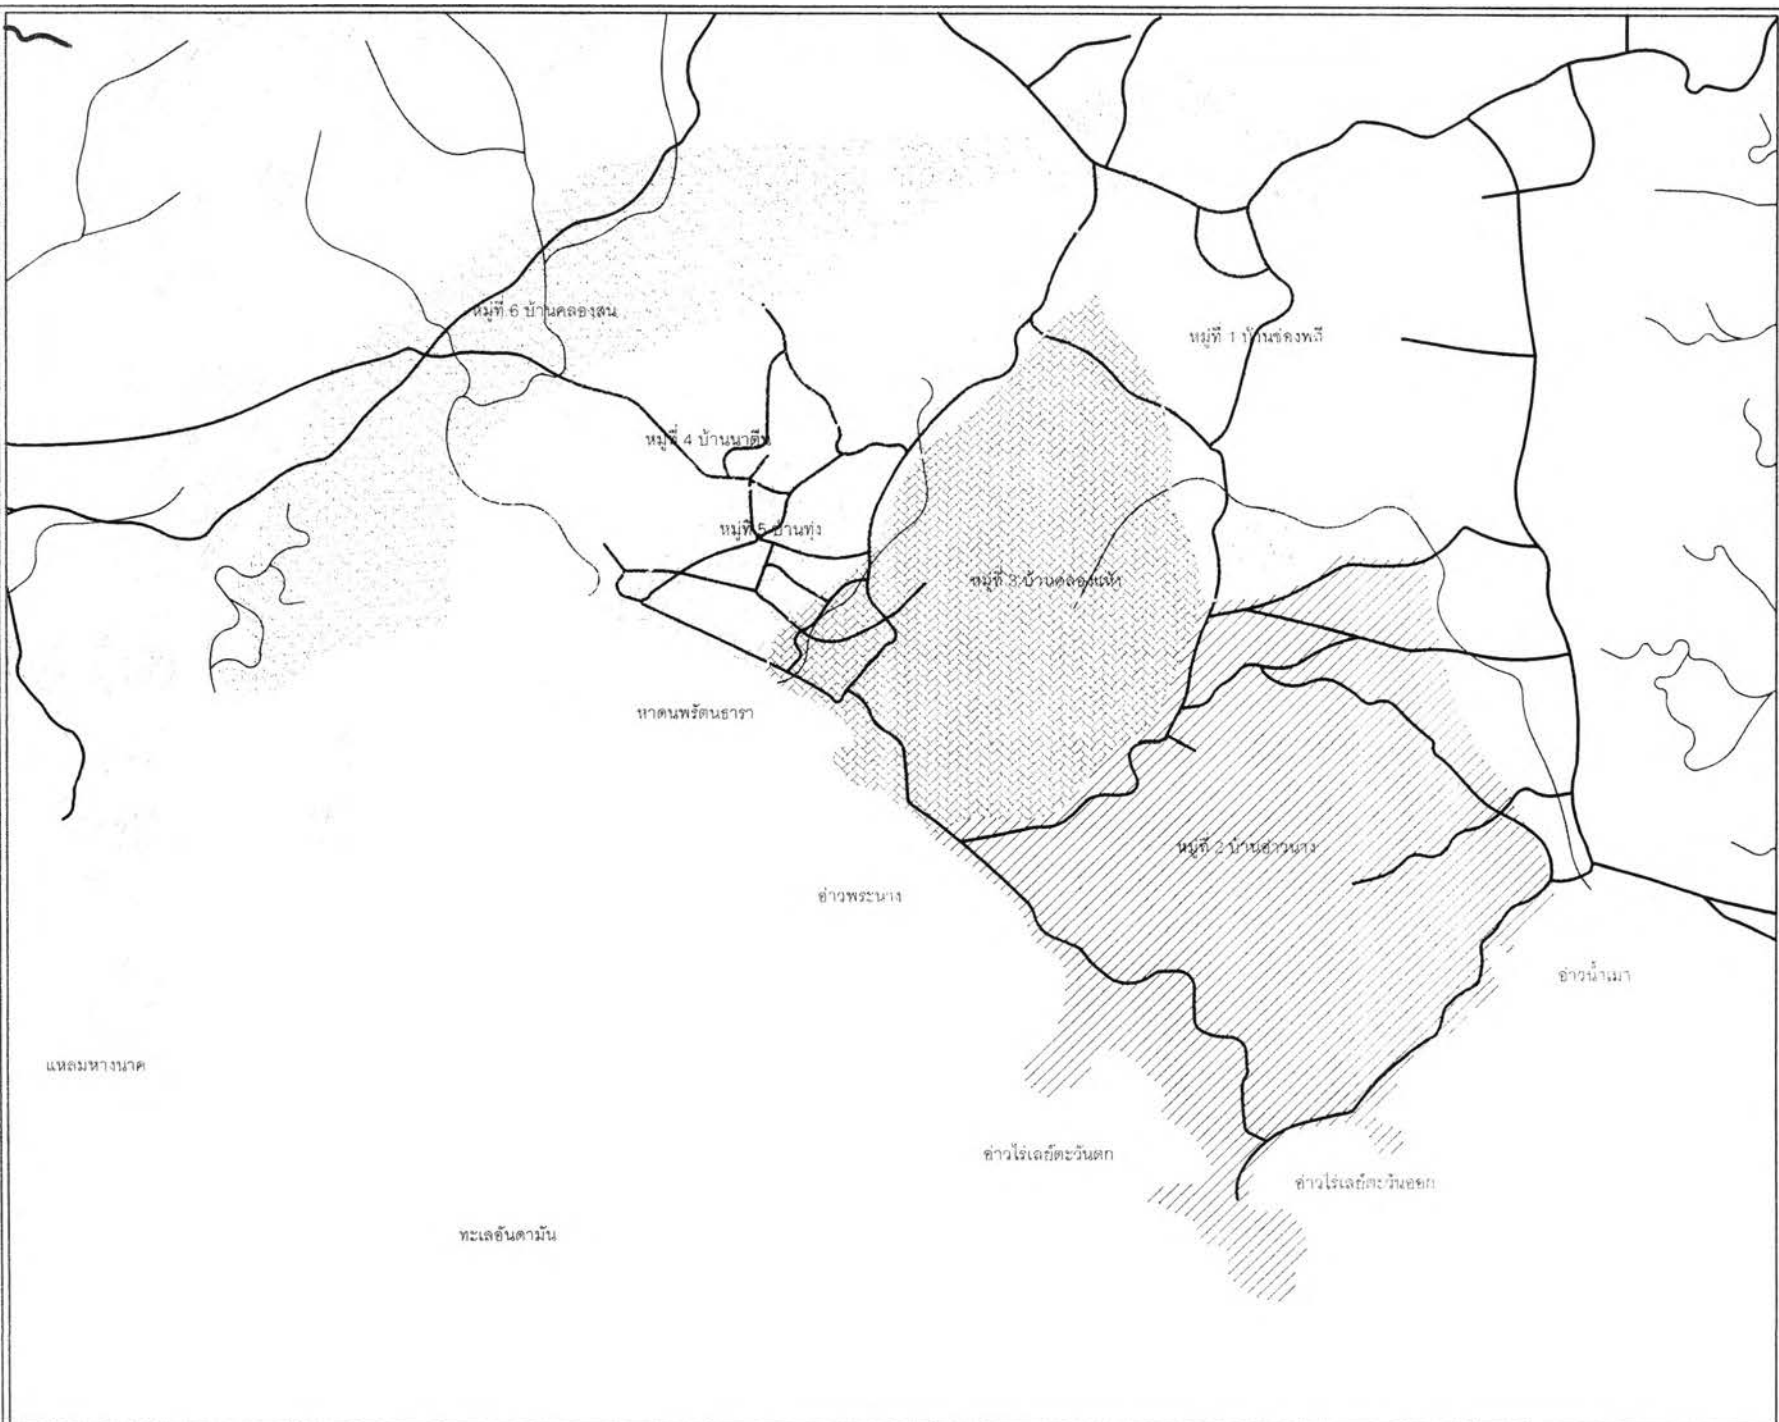 หมู่ที่ 6 บ้านคลองสน
หมู่ที่ 1 บ้านช่องพลี
หมู่ที่ 4 บ้านนาตีน
หมู่ที่ 5 บ้านทุ่ง
หมู่ที่ 3 บ้านคลองแห้ง
หาดนพรัตนธารา
หมู่ที่ 2 บ้านอ่าวนาง
อ่าวพระนาง
อ่าวน้ำเมา
แหลมหางนาค
อ่าวไร่เลย์ตะวันตก
อ่าวไร่เลย์ตะวันออก
ทะเลอันดามัน